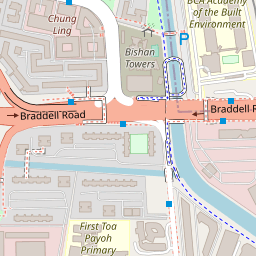 Chung
Ling
BCA Academy
of the Built
Environment
Bishan
Towers
P
Braddell Road
Braddell R
First Toa
Payoh
Primary